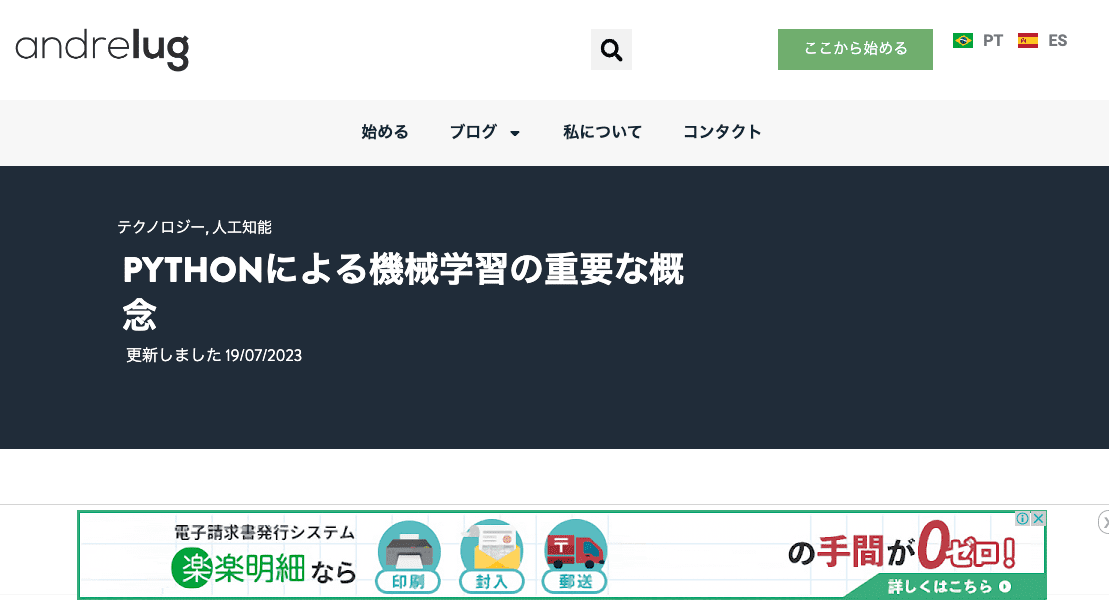 andrelug
ここから始める
PT
ES
始める
ブログ
私について
コンタクト
テクノロジー, 人工知能
PYTHONによる機械学習の重要な概
念
更新しました 19/07/2023
電子請求書発行システム
楽楽明細なら
印刷
封入
郵送
の手間が0ゼロ!
詳しくはこちら